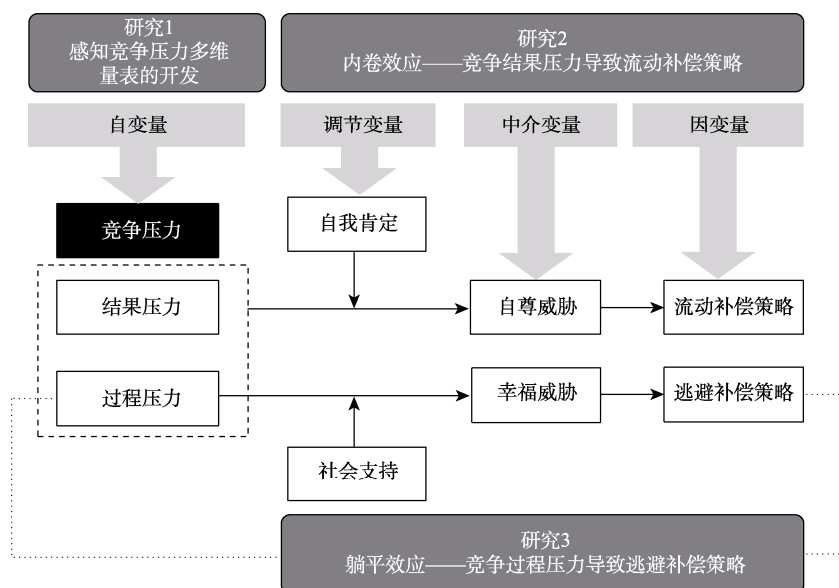 研究1
感知竞争压力多维
量表的开发
研究2
内卷效应——竞争结果压力导致流动补偿策略
自变量
调节变量
中介变量
因变量
竞争压力
自我肯定
结果压力
自尊威胁
流动补偿策略
过程压力
幸福威胁
逃避补偿策略
社会支持
研究3
躺平效应——竞争过程压力导致逃避补偿策略